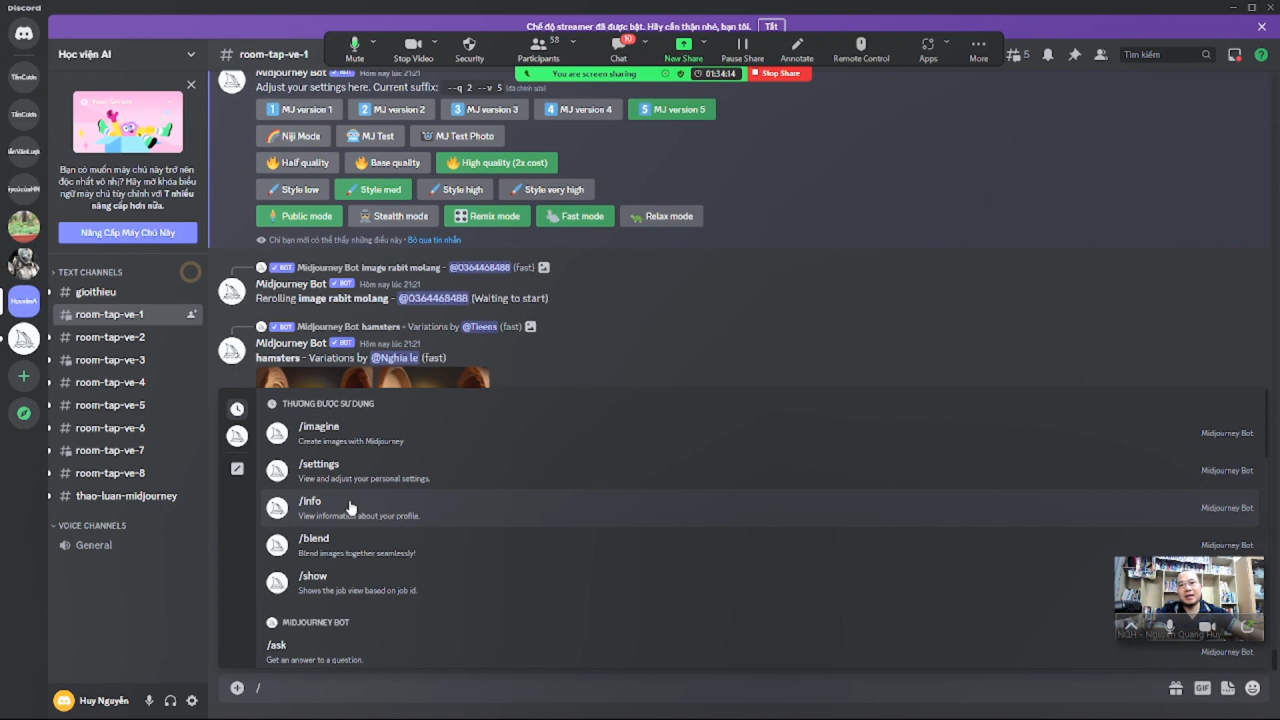 Discord
Chế độ streamer đã được bật. Hãy cẩn thận nhé, bạn tôi.
Tắt
Học viện AI
room-tap-ve-1
Mute
Stop Video
Security
58
Participants
10
Chat
New Share
Pause Share
Annotate
Remote Control
Apps
More
5
Tìm kiếm
You are screen sharing
01:34:14
Stop Share
Midjourney Bot BOT Hôm nay lúc 21:21
Adjust your settings here. Current suffix: --q 2 --v 5 (đã chỉnh sửa)
1 MJ version 1
2 MJ version 2
3 MJ version 3
4 MJ version 4
5 MJ version 5
Niji Mode
MJ Test
MJ Test Photo
Half quality
Base quality
High quality (2x cost)
Style low
Style med
Style high
Style very high
Public mode
Stealth mode
Remix mode
Fast mode
Relax mode
Chỉ bạn mới có thể thấy những điều này • Bỏ qua tin nhắn
Bạn có muốn máy chủ này trở nên
độc nhất vô nhị? Hãy mở khóa biểu
ngữ máy chủ tùy chỉnh với 7 nhiều
nâng cấp hơn nữa.
Nâng Cấp Máy Chủ Này
TEXT CHANNELS
gioithieu
room-tap-ve-1
room-tap-ve-2
room-tap-ve-3
room-tap-ve-4
room-tap-ve-5
room-tap-ve-6
room-tap-ve-7
room-tap-ve-8
thao-luan-midjourney
VOICE CHANNELS
General
BOT Midjourney Bot image rabit molang - @0364468488 (fast)
Midjourney Bot BOT Hôm nay lúc 21:21
Rerolling image rabit molang - @0364468488 (Waiting to start)
BOT Midjourney Bot hamsters - Variations by @Tieens (fast)
Midjourney Bot BOT Hôm nay lúc 21:21
hamsters - Variations by @Nghia le (fast)
THƯỜNG ĐƯỢC SỬ DỤNG
/imagine
Create images with Midjourney
Midjourney Bot
/settings
View and adjust your personal settings.
Midjourney Bot
/info
View information about your profile.
Midjourney Bot
/blend
Blend images together seamlessly!
Midjourney Bot
/show
Shows the job view based on job id.
MIDJOURNEY BOT
/ask
Get an answer to a question.
Midjourney Bot
NQH - Nguyen Quang Huy
Huy Nguyễn
/
GIF